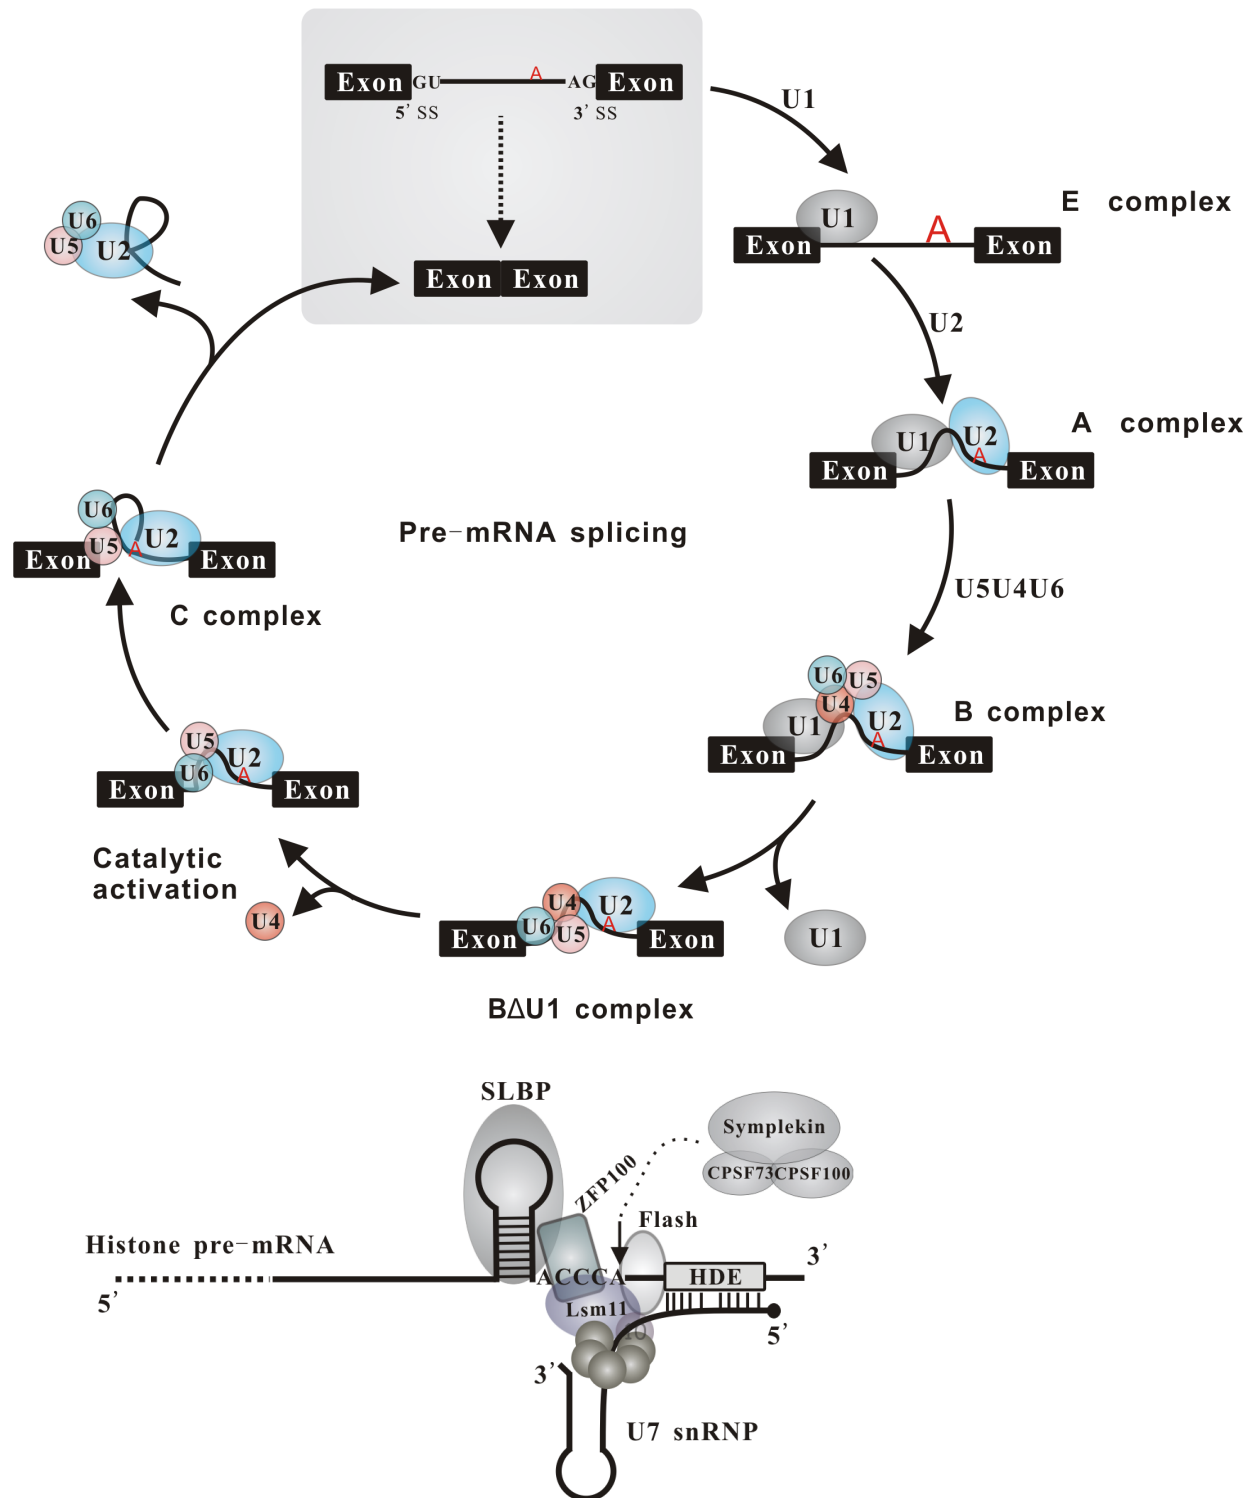 Exon GU A AG Exon
5' SS 3' SS
Exon Exon
U1
E complex
U1 A
Exon Exon
U2
A complex
U1 U2
A
Exon Exon
U5U4U6
B complex
U6 U5
U4
U1 U2
A
Exon Exon
U1
BΔU1 complex
U4 U2
U6 U5 A
Exon Exon
U4
Catalytic
activation
U5 U2
U6 A
Exon Exon
C complex
U6
U5 A U2
Exon Exon
U6
U5 U2
Pre-mRNA splicing
SLBP
Symplekin
CPSF73 CPSF100
ZFP100
Flash
Histone pre-mRNA
5' ACCCA HDE 3'
Lsm11
10
5'
3'
U7 snRNP